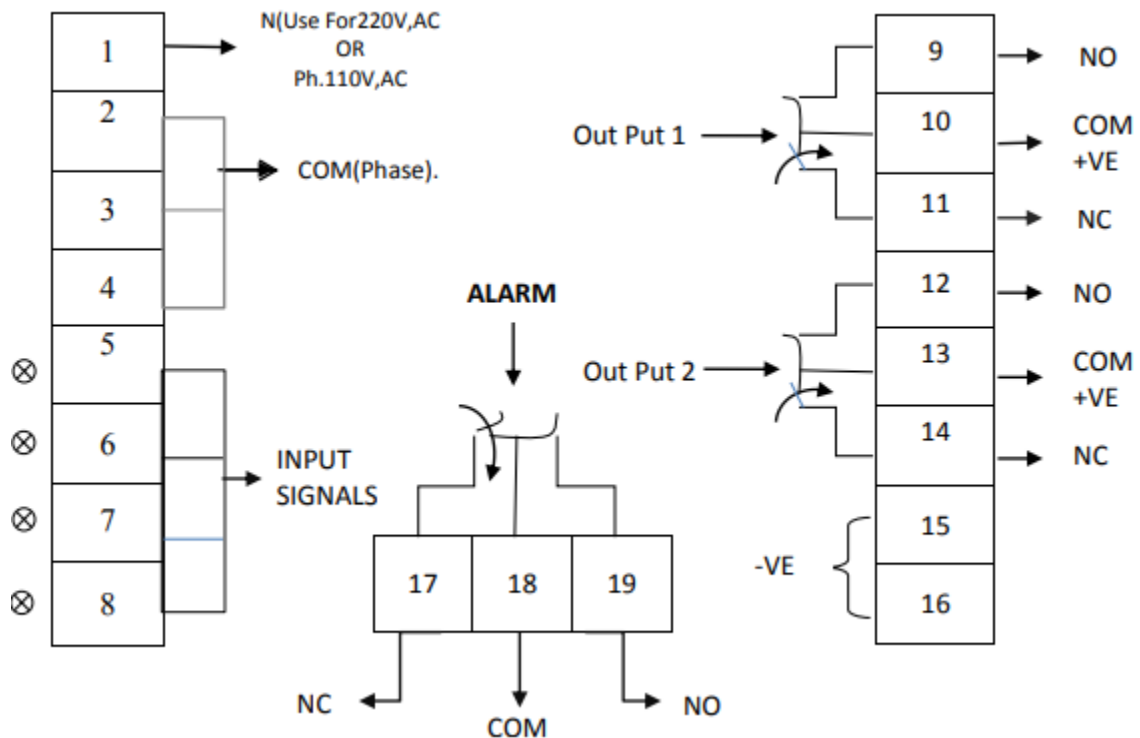 1
N(Use For220V,AC
OR
Ph.110V,AC
2
COM(Phase).
3
4
5
6
7
8
INPUT
SIGNALS
ALARM
17
18
19
NC
COM
NO
Out Put 1
9
NO
10
COM
+VE
11
NC
Out Put 2
12
NO
13
COM
+VE
14
NC
-VE
15
16